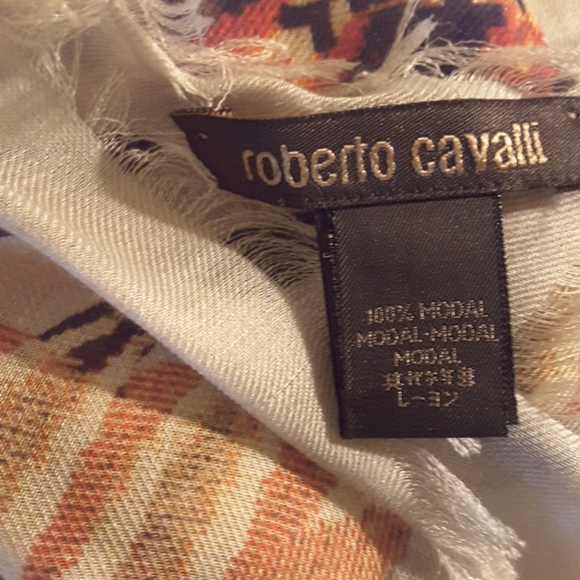 roberto cavalli
100% MODAL
MODAL-MODAL
MODAL
レーヨン